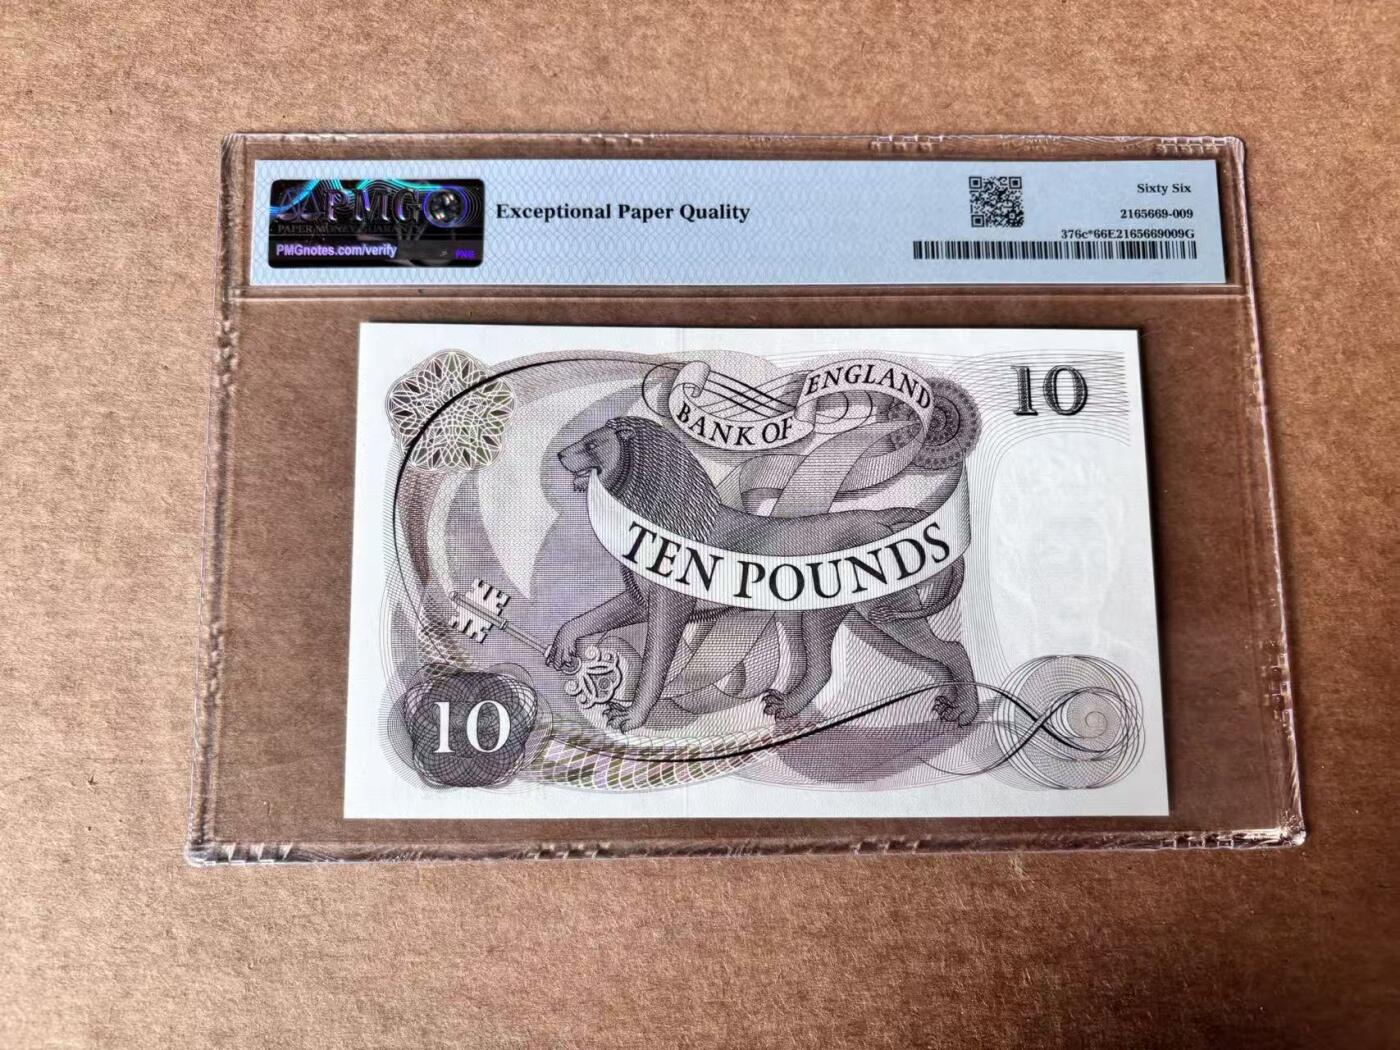 PMG
PAPER MONEY GUARANTY
PMGnotes.com/verify
PMG
Exceptional Paper Quality
Sixty Six
2165669-009
376c*66E2165669009G
BANK OF ENGLAND
10
TEN POUNDS
10